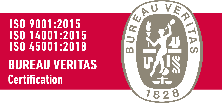 ISO 9001:2015
ISO 14001:2015
ISO 45001:2018
BUREAU VERITAS
Certification
BUREAU VERITAS
1828